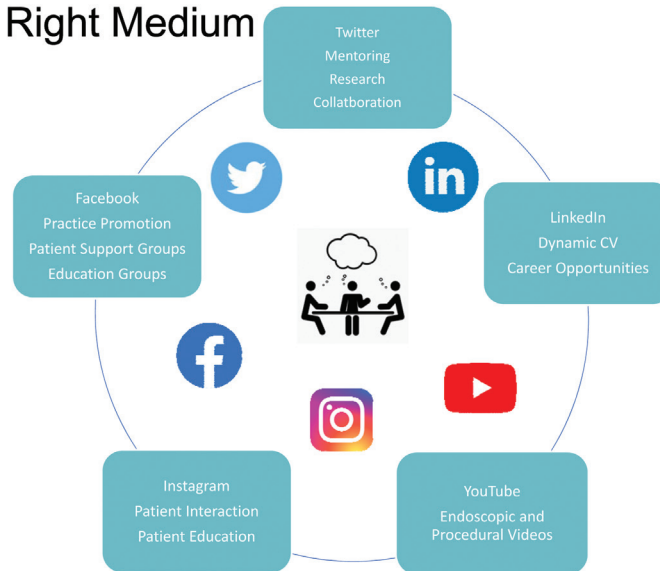 Right Medium
Twitter
Mentoring
Research
Collatboration
LinkedIn
Dynamic CV
Career Opportunities
YouTube
Endoscopic and
Procedural Videos
Instagram
Patient Interaction
Patient Education
Facebook
Practice Promotion
Patient Support Groups
Education Groups
in
f